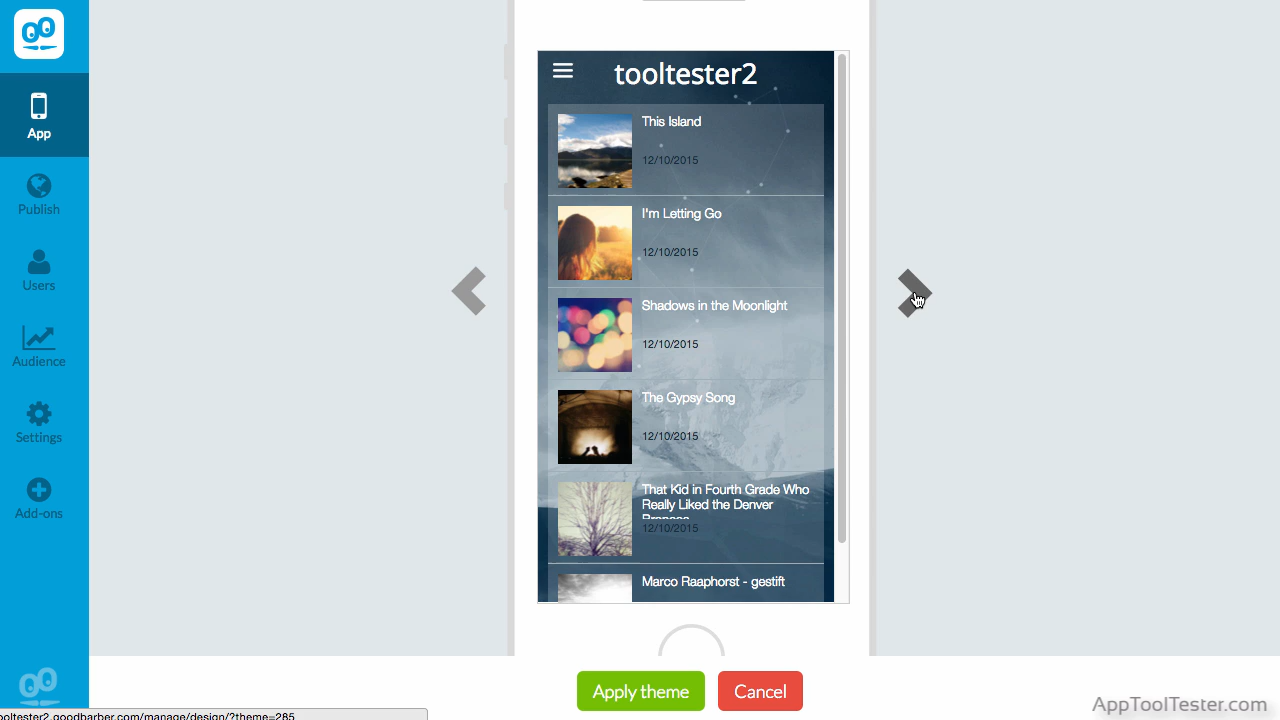 App
Publish
Users
Audience
Settings
Add-ons
tooltester2
This Island
12/10/2015
I'm Letting Go
12/10/2015
Shadows in the Moonlight
12/10/2015
The Gypsy Song
12/10/2015
That Kid in Fourth Grade Who
Really Liked the Denver
12/10/2015
Marco Raaphorst - gestift
Apply theme
Cancel
AppToolTester.com
ooltester2.goodbarber.com/manage/design/?theme=285